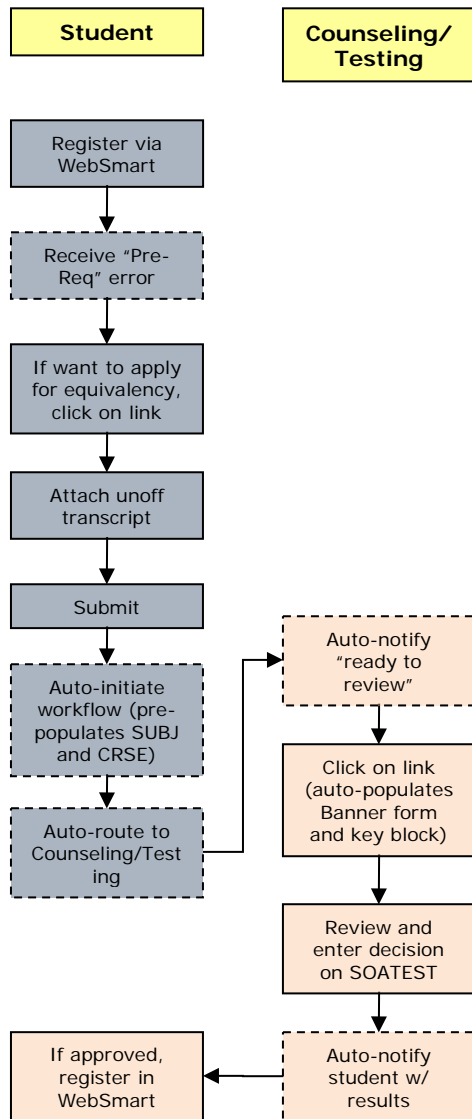 Student
Counseling/
Testing
Register via
WebSmart
Receive “Pre-
Req” error
If want to apply
for equivalency,
click on link
Attach unoff
transcript
Submit
Auto-initiate
workflow (pre-
populates SUBJ
and CRSE)
Auto-route to
Counseling/Test
ing
Auto-notify
“ready to
review”
Click on link
(auto-populates
Banner form
and key block)
Review and
enter decision
on SOATEST
Auto-notify
student w/
results
If approved,
register in
WebSmart